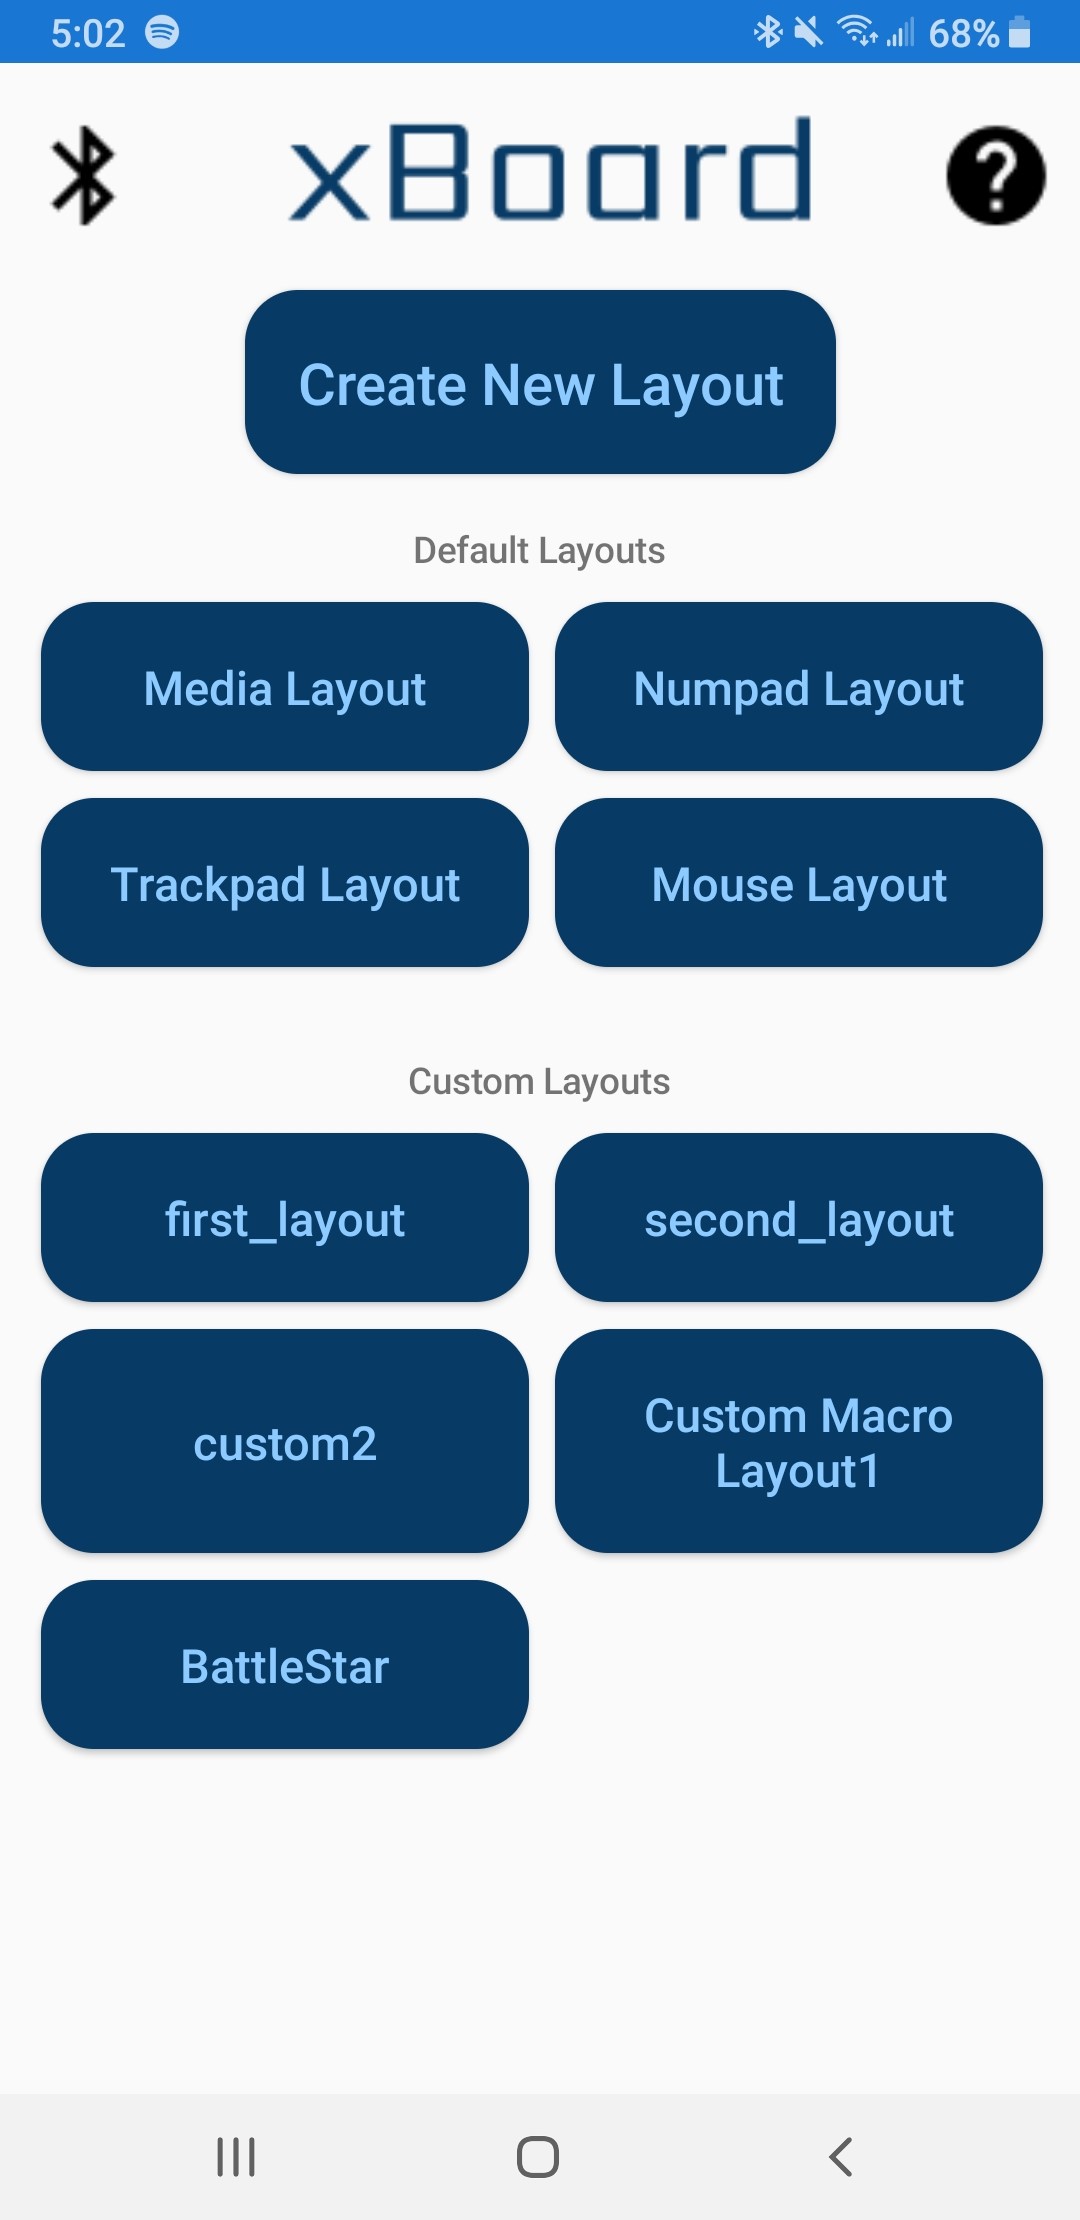 5:02
68%
xBoard
Create New Layout
Default Layouts
Media Layout
Numpad Layout
Trackpad Layout
Mouse Layout
Custom Layouts
first_layout
second_layout
custom2
Custom Macro
Layout1
BattleStar